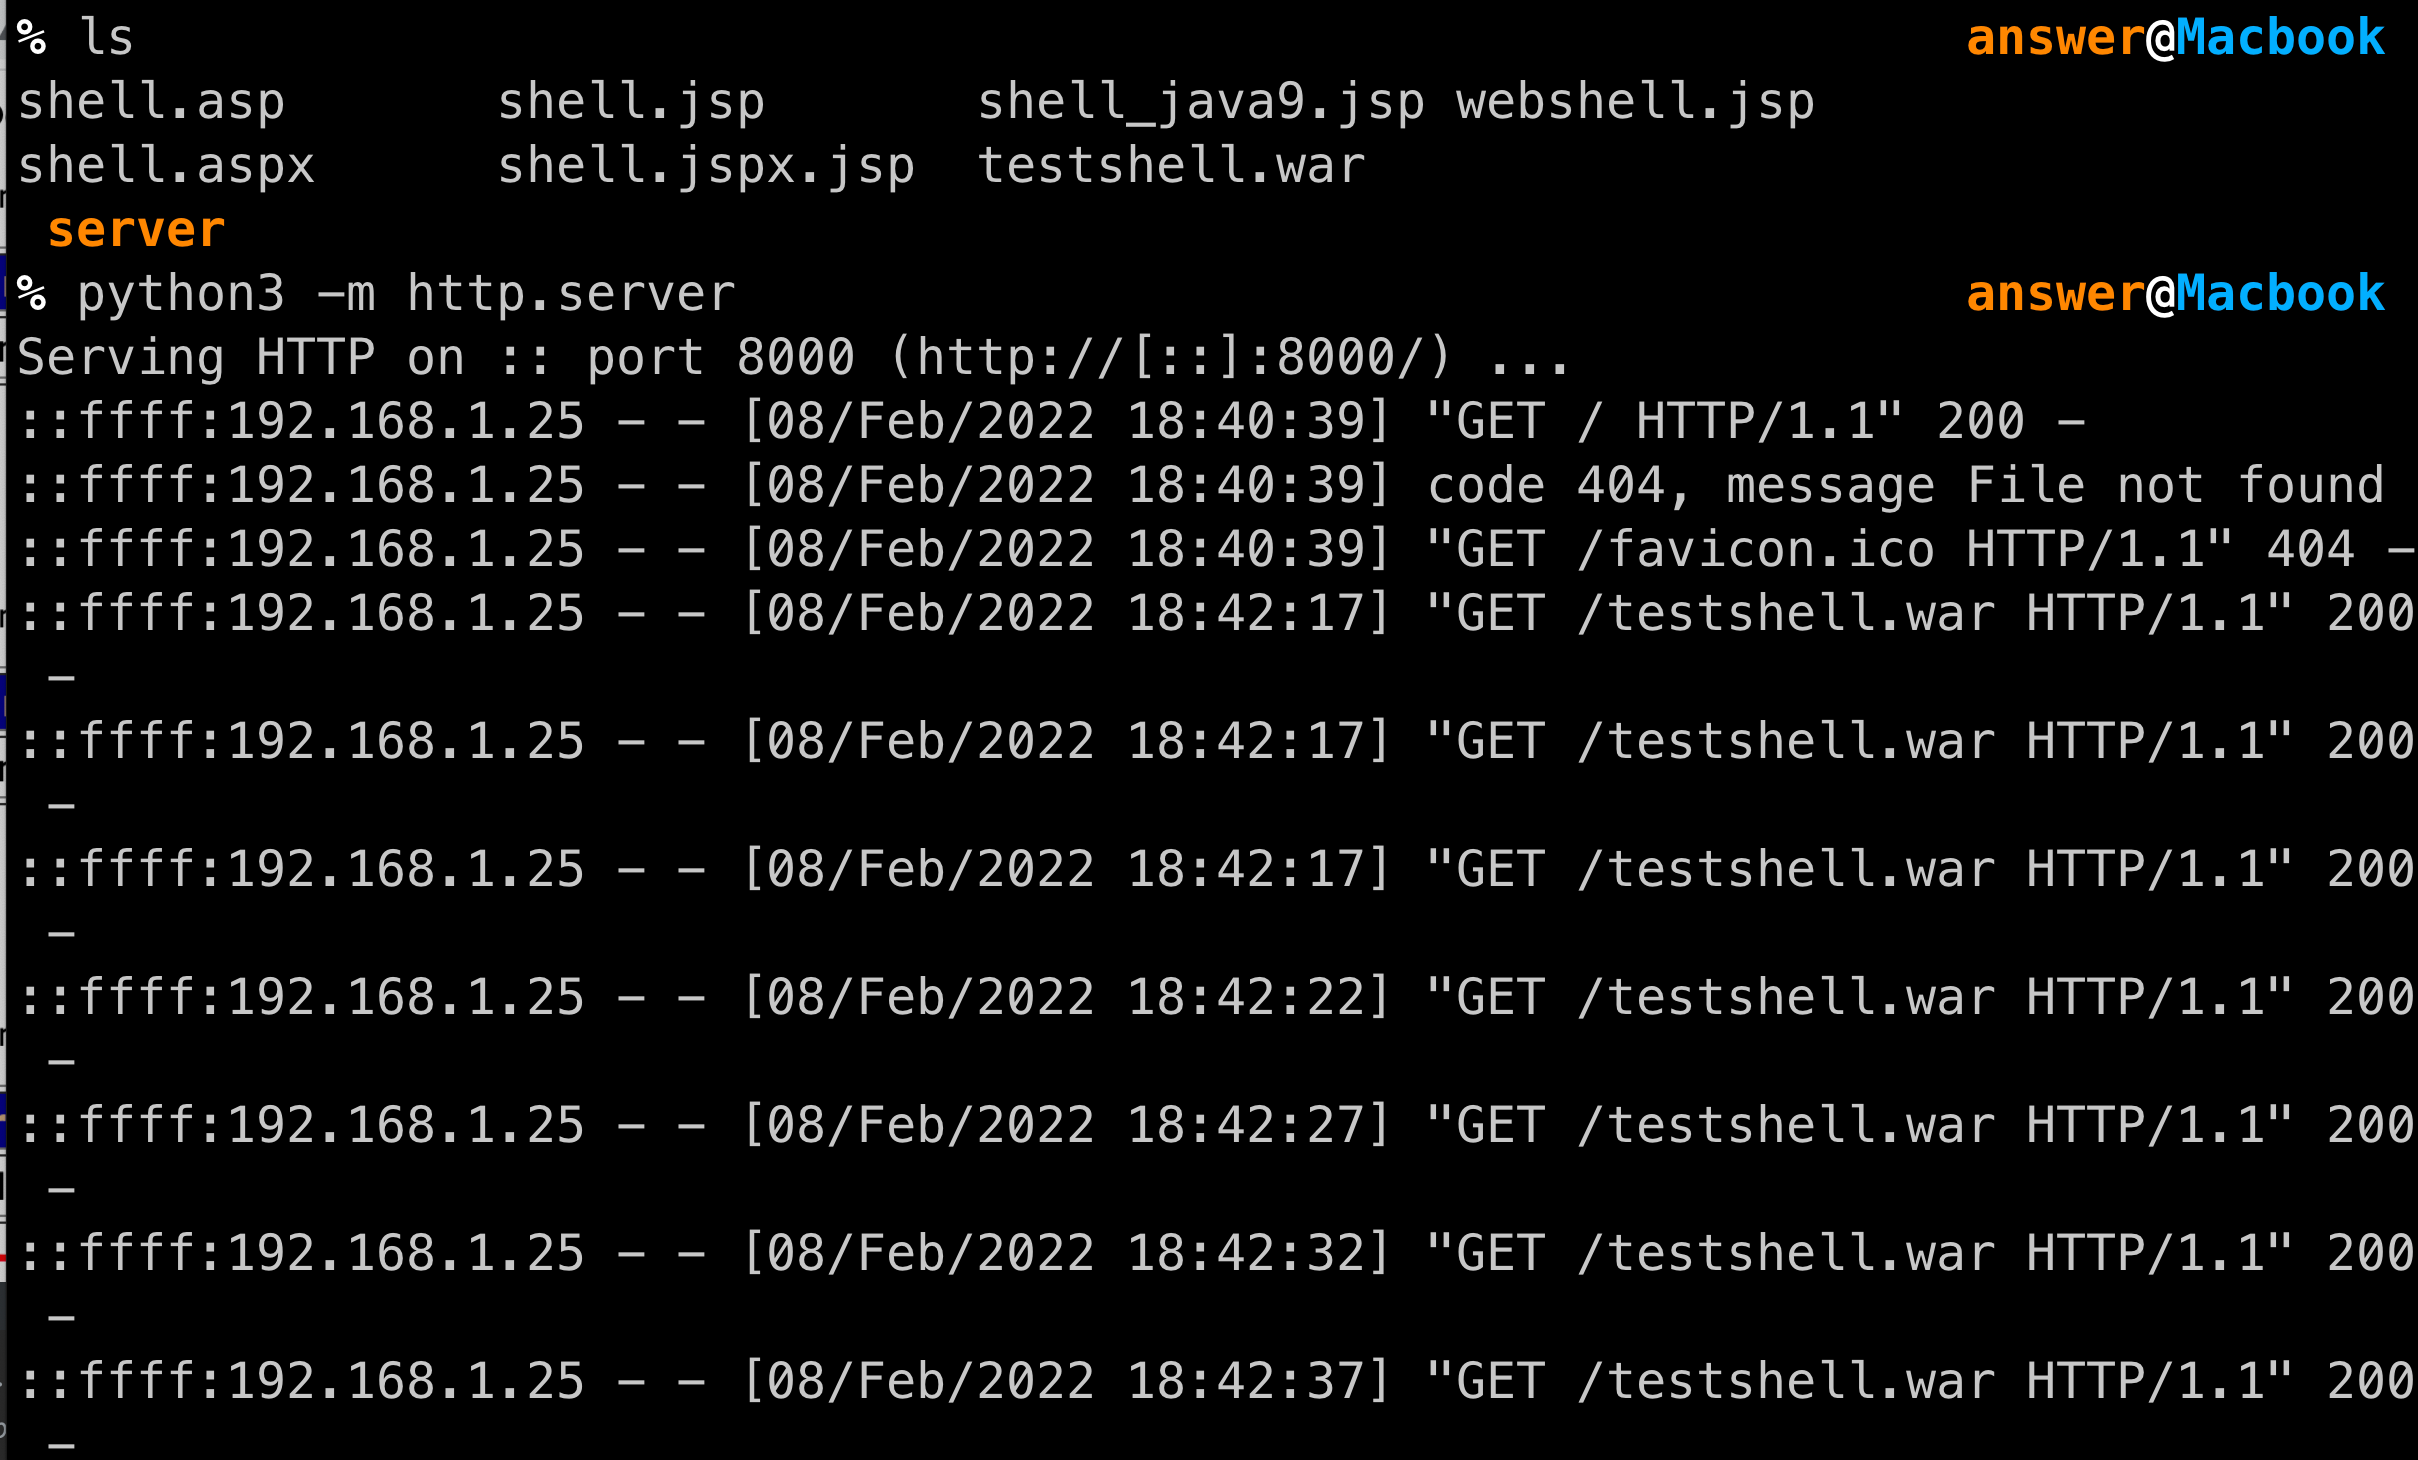 % ls answer@Macbook
shell.asp shell.jsp shell_java9.jsp webshell.jsp
shell.aspx shell.jspx.jsp testshell.war
server
% python3 -m http.server answer@Macbook
Serving HTTP on :: port 8000 (http://[::]:8000/) ...
::ffff:192.168.1.25 - - [08/Feb/2022 18:40:39] "GET / HTTP/1.1" 200 -
::ffff:192.168.1.25 - - [08/Feb/2022 18:40:39] code 404, message File not found
::ffff:192.168.1.25 - - [08/Feb/2022 18:40:39] "GET /favicon.ico HTTP/1.1" 404 -
::ffff:192.168.1.25 - - [08/Feb/2022 18:42:17] "GET /testshell.war HTTP/1.1" 200
-
::ffff:192.168.1.25 - - [08/Feb/2022 18:42:17] "GET /testshell.war HTTP/1.1" 200
-
::ffff:192.168.1.25 - - [08/Feb/2022 18:42:17] "GET /testshell.war HTTP/1.1" 200
-
::ffff:192.168.1.25 - - [08/Feb/2022 18:42:22] "GET /testshell.war HTTP/1.1" 200
-
::ffff:192.168.1.25 - - [08/Feb/2022 18:42:27] "GET /testshell.war HTTP/1.1" 200
-
::ffff:192.168.1.25 - - [08/Feb/2022 18:42:32] "GET /testshell.war HTTP/1.1" 200
-
::ffff:192.168.1.25 - - [08/Feb/2022 18:42:37] "GET /testshell.war HTTP/1.1" 200
-